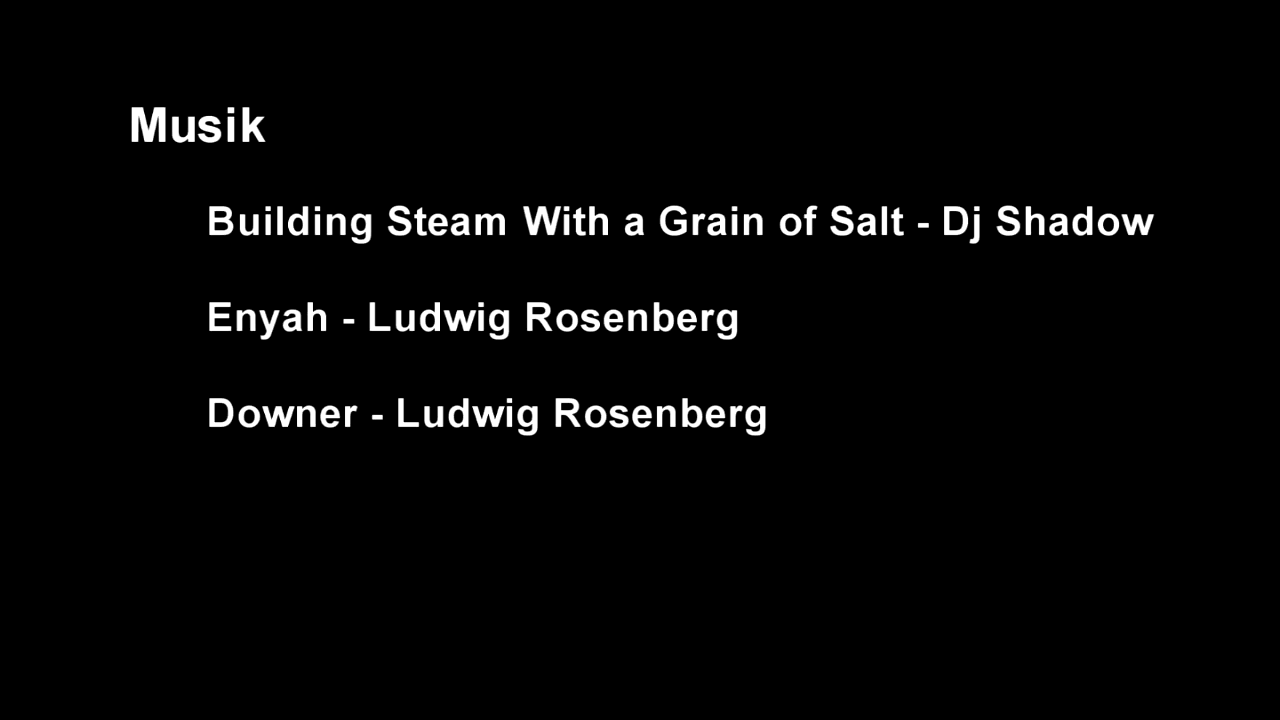 Musik
Building Steam With a Grain of Salt - Dj Shadow
Enyah - Ludwig Rosenberg
Downer - Ludwig Rosenberg